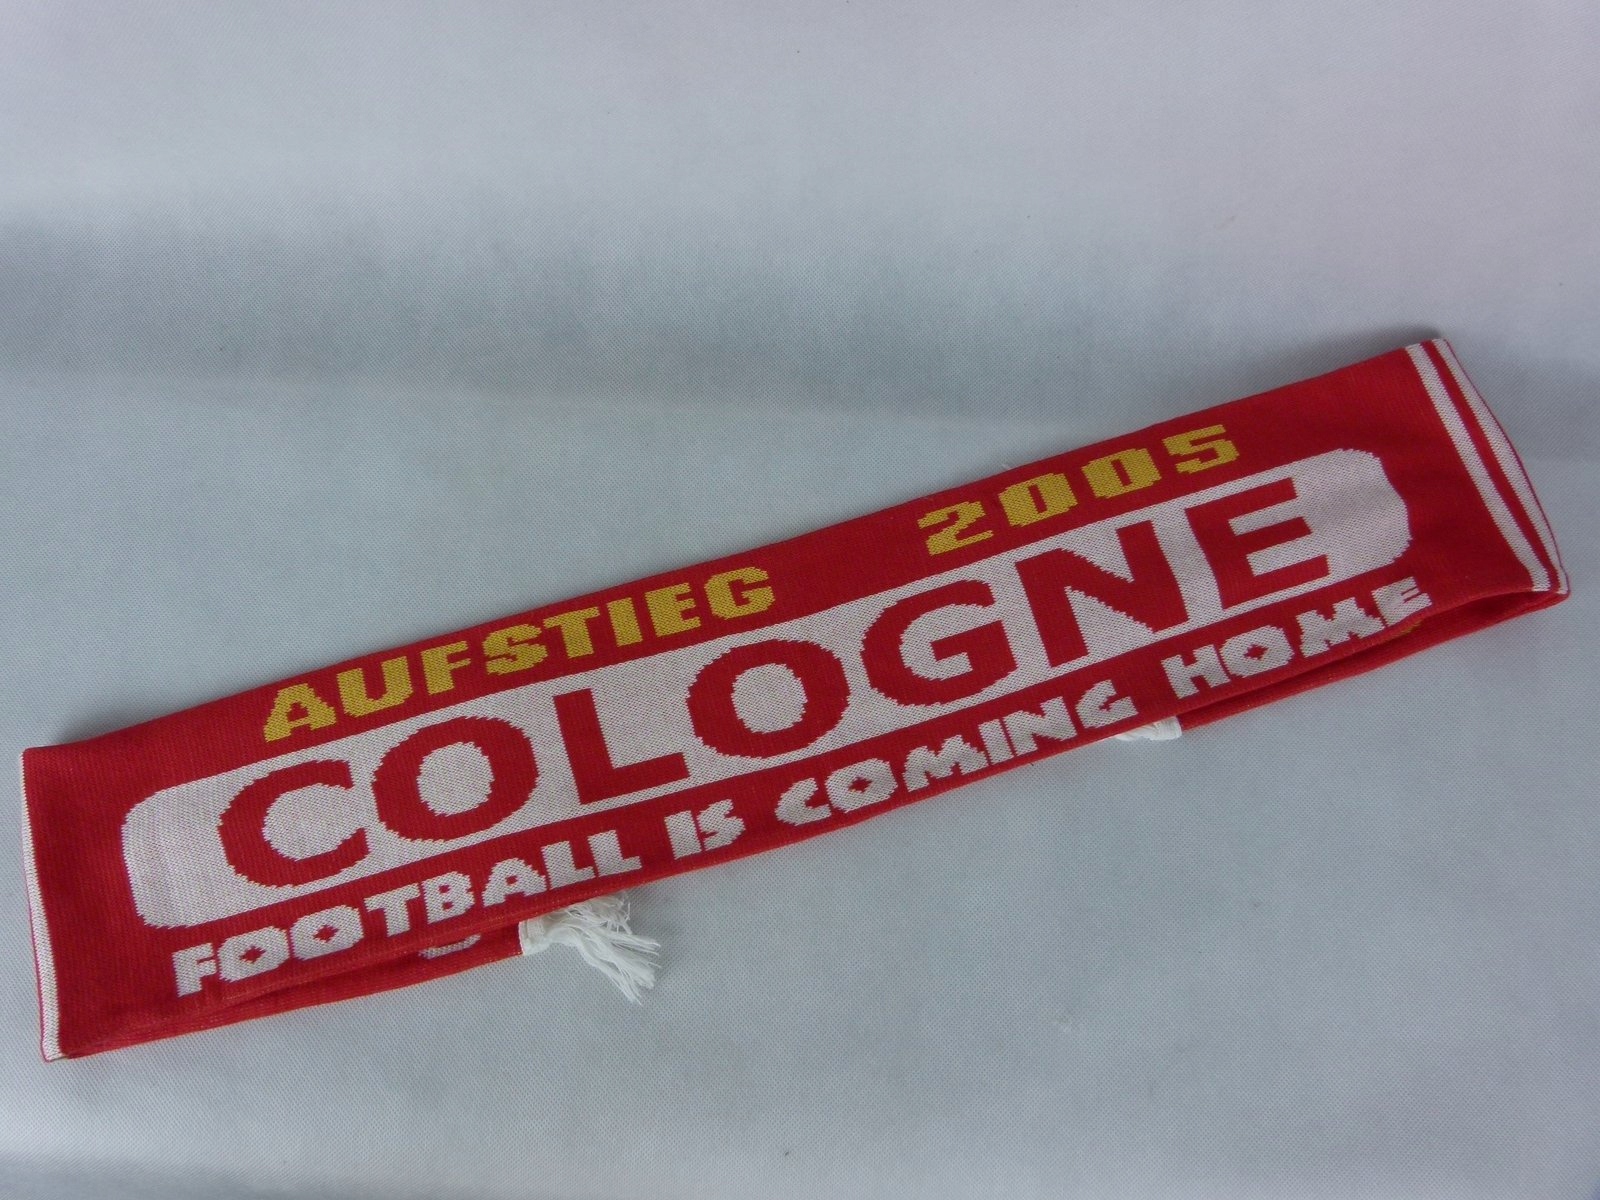 AUFSTIEG 2005
COLOGNE
FOOTBALL IS COMING HOME